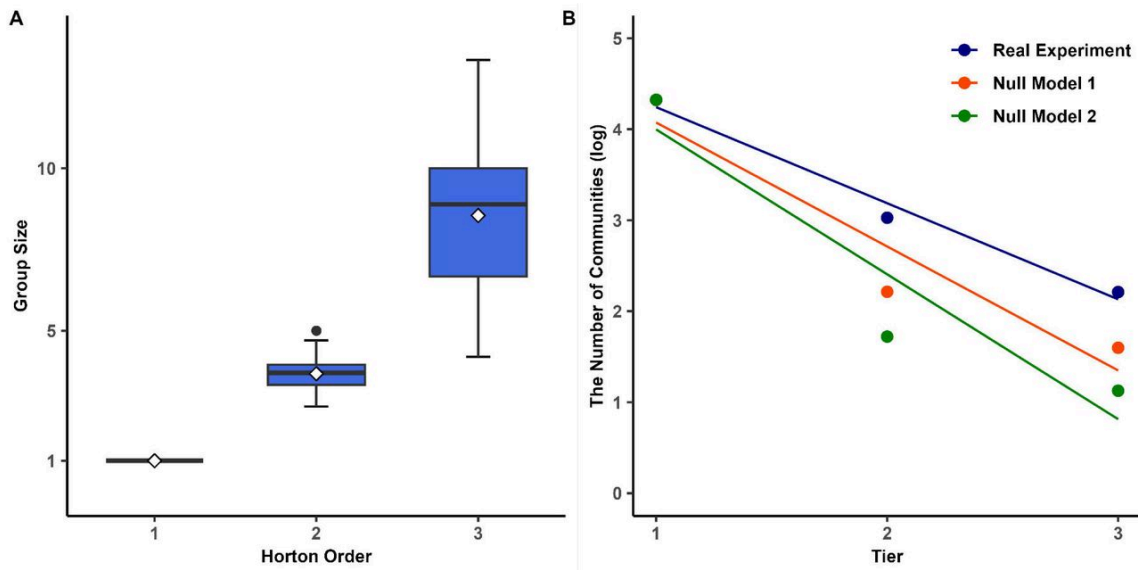 A
Group Size
10
5
1
1 2 3
Horton Order
B
The Number of Communities (log)
5
4
3
2
1
0
Real Experiment
Null Model 1
Null Model 2
1 2 3
Tier